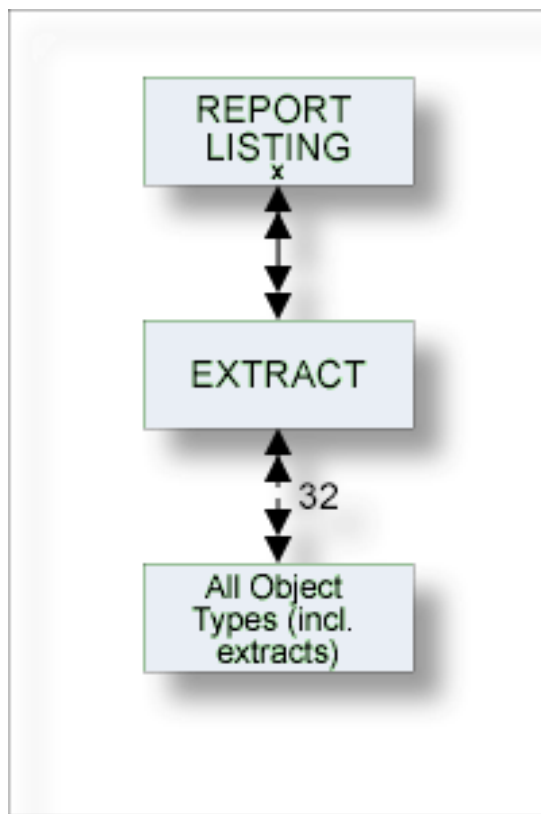 REPORT
LISTING
x
EXTRACT
32
All Object
Types (incl.
extracts)